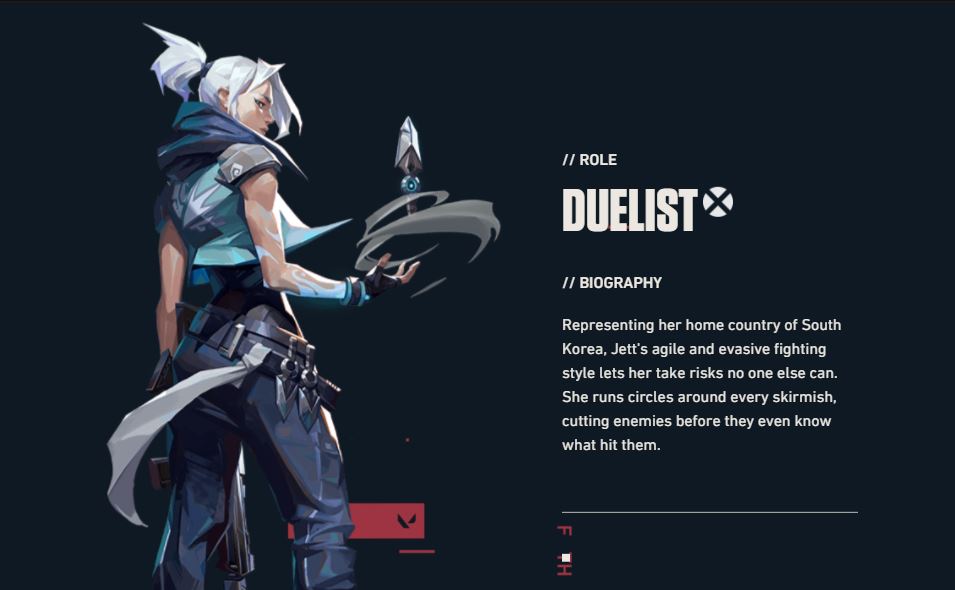 // ROLE
DUELIST
// BIOGRAPHY
Representing her home country of South
Korea, Jett's agile and evasive fighting
style lets her take risks no one else can.
She runs circles around every skirmish,
cutting enemies before they even know
what hit them.